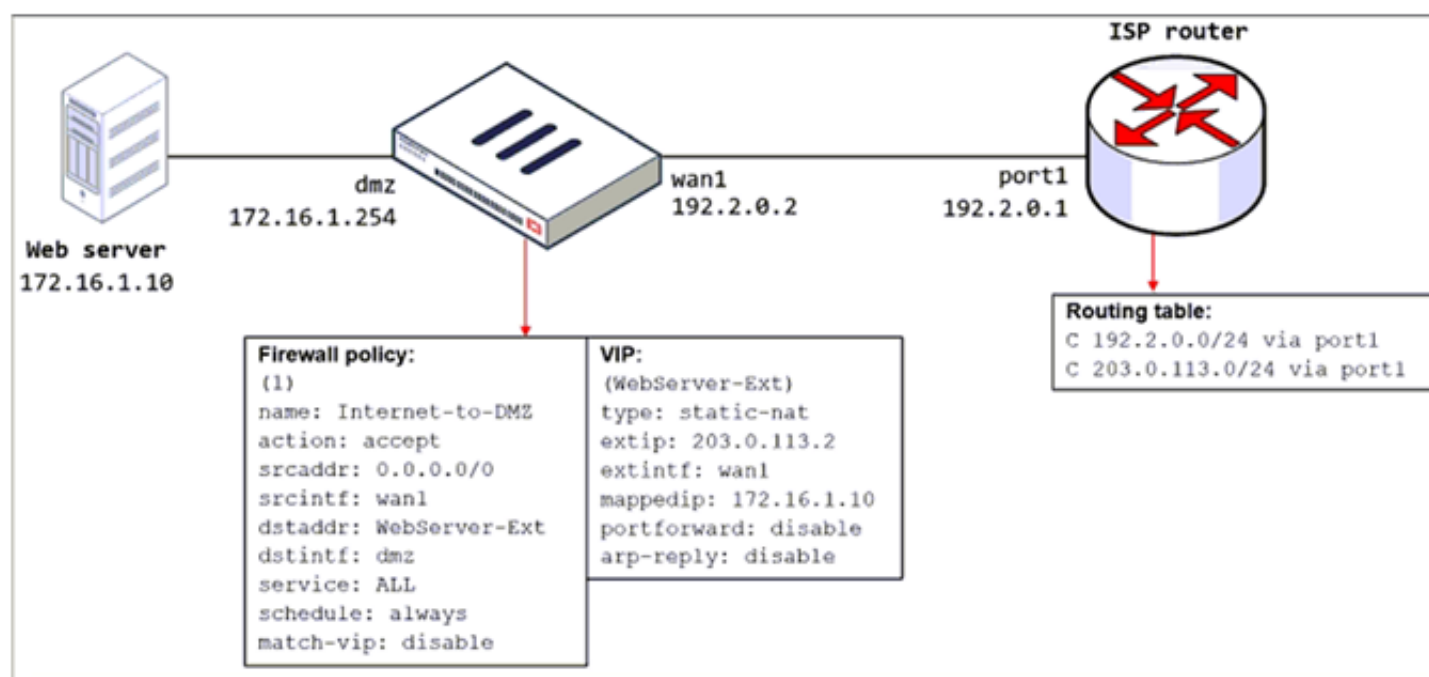 ISP router
dmz
172.16.1.254
wan1
192.2.0.2
port1
192.2.0.1
Web server
172.16.1.10
Firewall policy:
(1)
name: Internet-to-DMZ
action: accept
srcaddr: 0.0.0.0/0
srcintf: wan1
dstaddr: WebServer-Ext
dstintf: dmz
service: ALL
schedule: always
match-vip: disable
VIP:
(WebServer-Ext)
type: static-nat
extip: 203.0.113.2
extintf: wan1
mappedip: 172.16.1.10
portforward: disable
arp-reply: disable
Routing table:
C 192.2.0.0/24 via port1
C 203.0.113.0/24 via port1